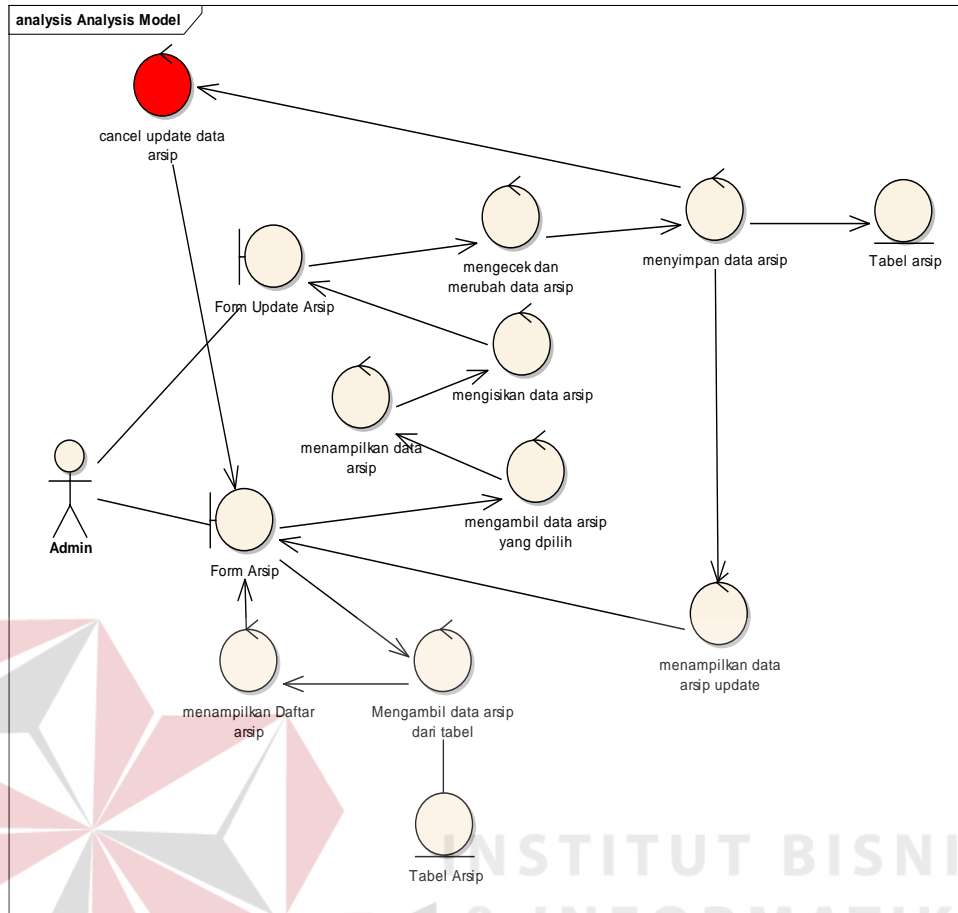 analysis Analysis Model
cancel update data
arsip
mengecek dan
merubah data arsip
menyimpan data arsip
Tabel arsip
Form Update Arsip
mengisikan data arsip
menampilkan data
arsip
mengambil data arsip
yang dpilih
Admin
Form Arsip
menampilkan Daftar
arsip
Mengambil data arsip
dari tabel
menampilkan data
arsip update
Tabel Arsip
INSTITUT BISNI
& INFORMATIK